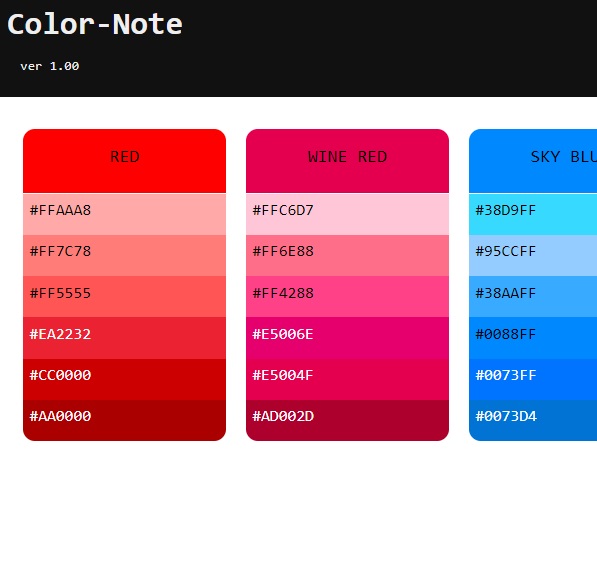 Color-Note
ver 1.00
RED
#FFAAA8
#FF7C78
#FF5555
#EA2232
#CC0000
#AA0000
WINE RED
#FFC6D7
#FF6E88
#FF4288
#E5006E
#E5004F
#AD002D
SKY BLU
#38D9FF
#95CCFF
#38AAFF
#0088FF
#0073FF
#0073D4